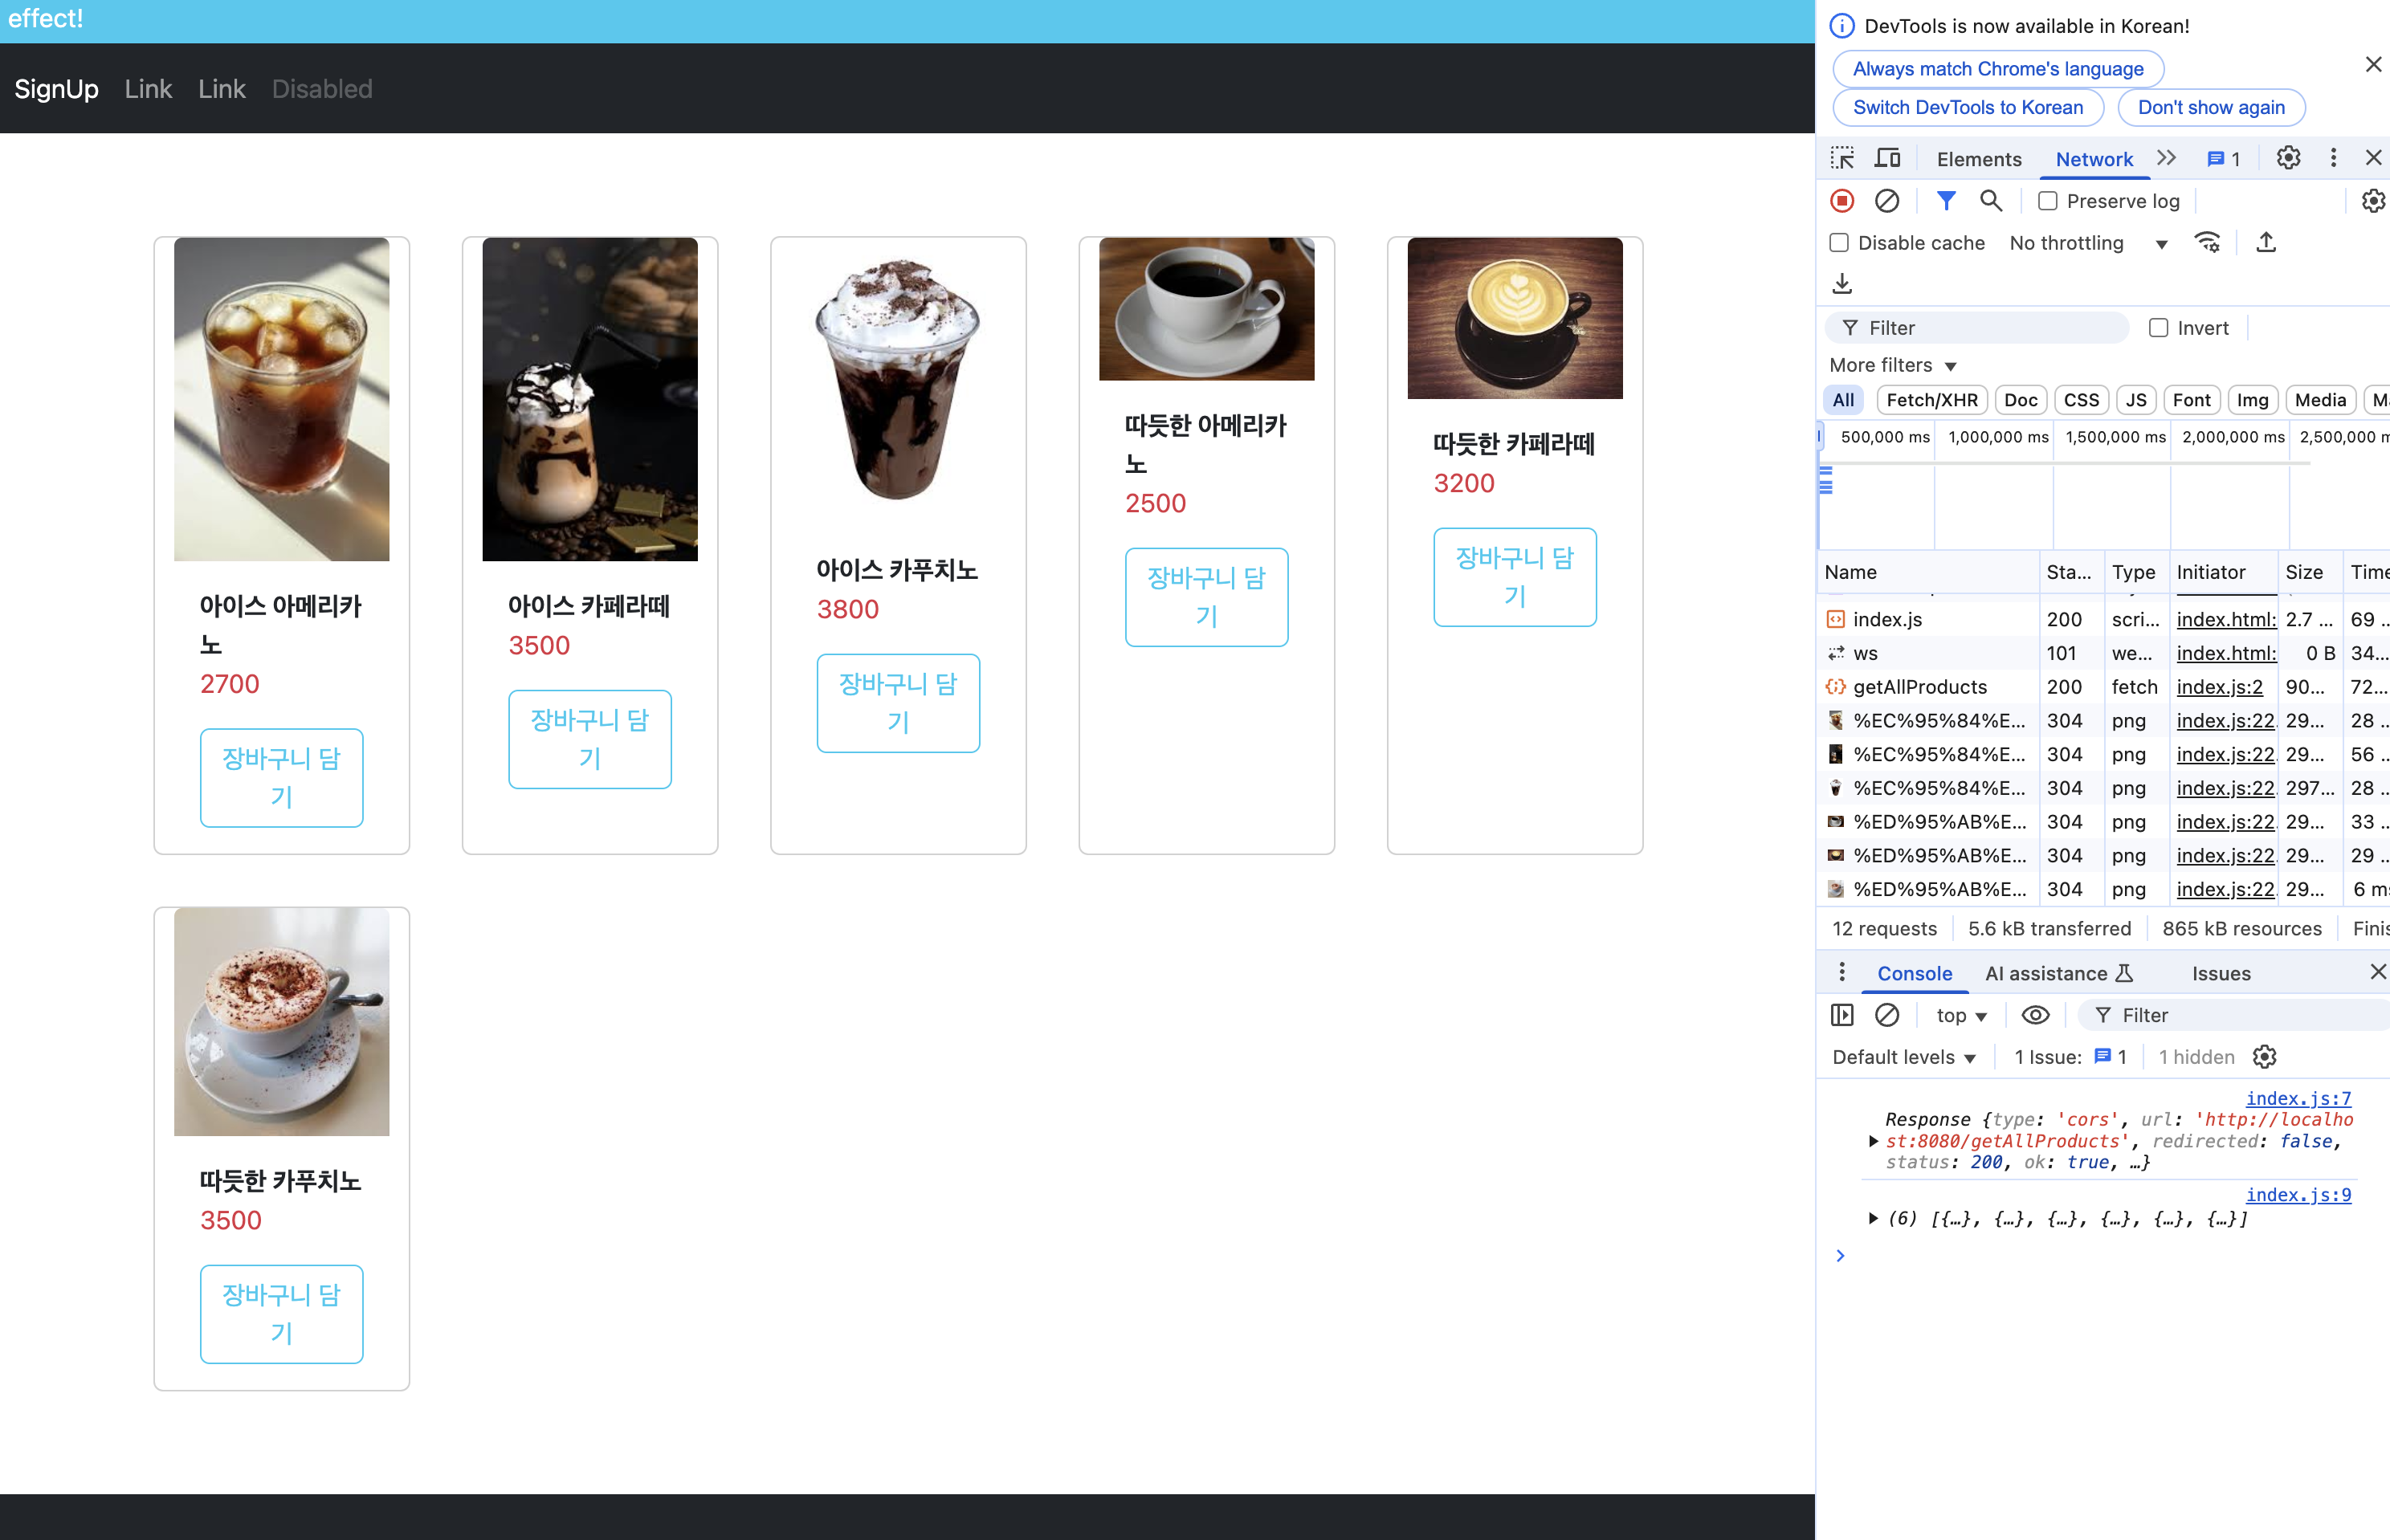 effect!
SignUp Link Link Disabled
아이스 아메리카
노
2700
장바구니 담
기
아이스 카페라떼
3500
장바구니 담
기
아이스 카푸치노
3800
장바구니 담
기
따듯한 아메리카
노
2500
장바구니 담
기
따듯한 카페라떼
3200
장바구니 담
기
따듯한 카푸치노
3500
장바구니 담
기
DevTools is now available in Korean!
Always match Chrome's language
Switch DevTools to Korean Don't show again
Elements Network 1
Preserve log
Disable cache No throttling
Filter Invert
More filters
All Fetch/XHR Doc CSS JS Font Img Media
500,000 ms 1,000,000 ms 1,500,000 ms 2,000,000 ms 2,500,000 m
Name Sta... Type Initiator Size Time
index.js 200 scri... index.html: 2.7 ... 69 ..
ws 101 we... index.html: 0 B 34...
getAllProducts 200 fetch index.js:2 90... 72...
%EC%95%84%E... 304 png index.js:22. 29... 28 ..
%EC%95%84%E... 304 png index.js:22. 29... 56 ..
%EC%95%84%E... 304 png index.js:22. 297... 28 ..
%ED%95%AB%E... 304 png index.js:22. 29... 33 ..
%ED%95%AB%E... 304 png index.js:22. 29... 29 ..
%ED%95%AB%E... 304 png index.js:22. 29... 6 m
12 requests 5.6 kB transferred 865 kB resources Finis
Console AI assistance Issues
top Filter
Default levels 1 Issue: 1 1 hidden
index.js:7
Response {type: 'cors', url: 'http://localho
st:8080/getAllProducts', redirected: false,
status: 200, ok: true, …}
index.js:9
(6) [{…}, {…}, {…}, {…}, {…}, {…}]